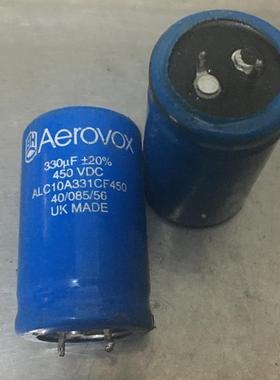 Aerovox
330µF ±20%
450 VDC
ALC10A331CF450
40/085/56
UK MADE